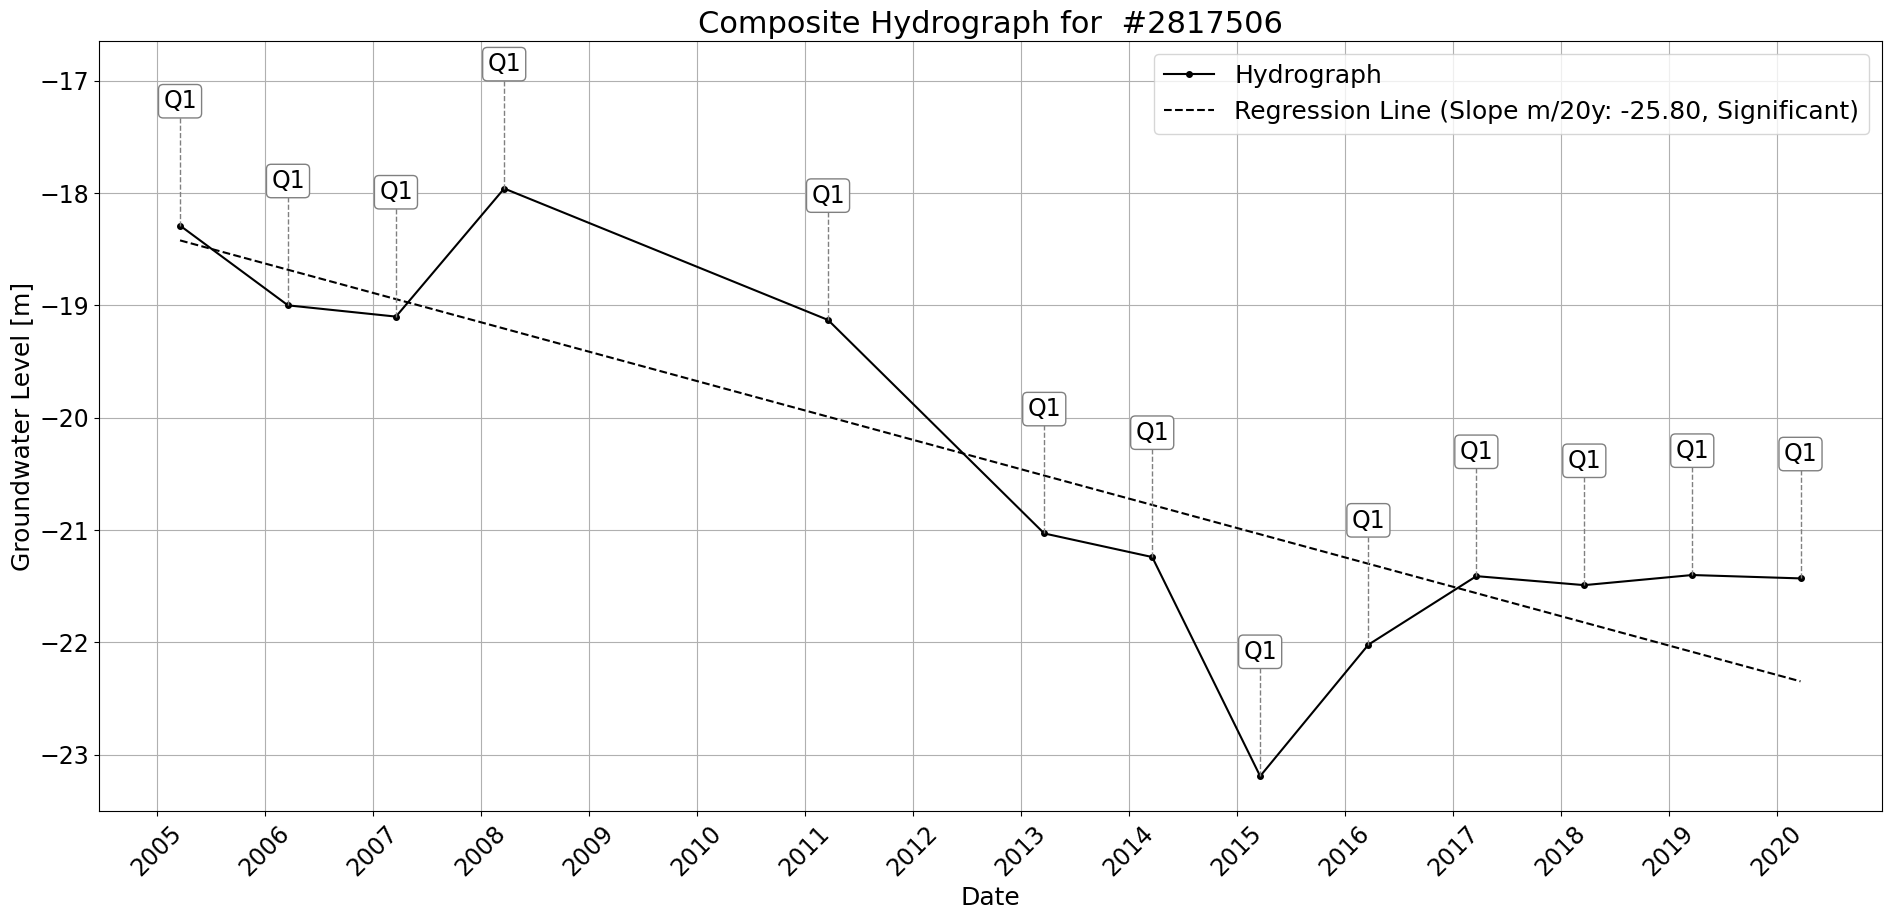 Composite Hydrograph for  #2817506
Hydrograph
Regression Line (Slope m/20y: -25.80, Significant)
Groundwater Level [m]
−17
−18
−19
−20
−21
−22
−23
Q1
Q1
Q1
Q1
Q1
Q1
Q1
Q1
Q1
Q1
Q1
Q1
Q1
2005
2006
2007
2008
2009
2010
2011
2012
2013
2014
2015
2016
2017
2018
2019
2020
Date